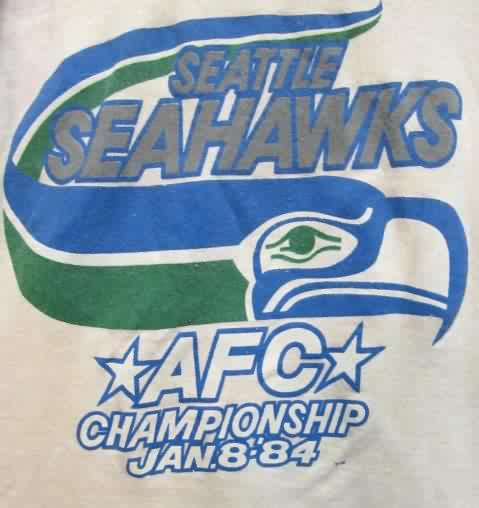 SEATTLE
SEAHAWKS
AFC
CHAMPIONSHIP
JAN. 8 '84